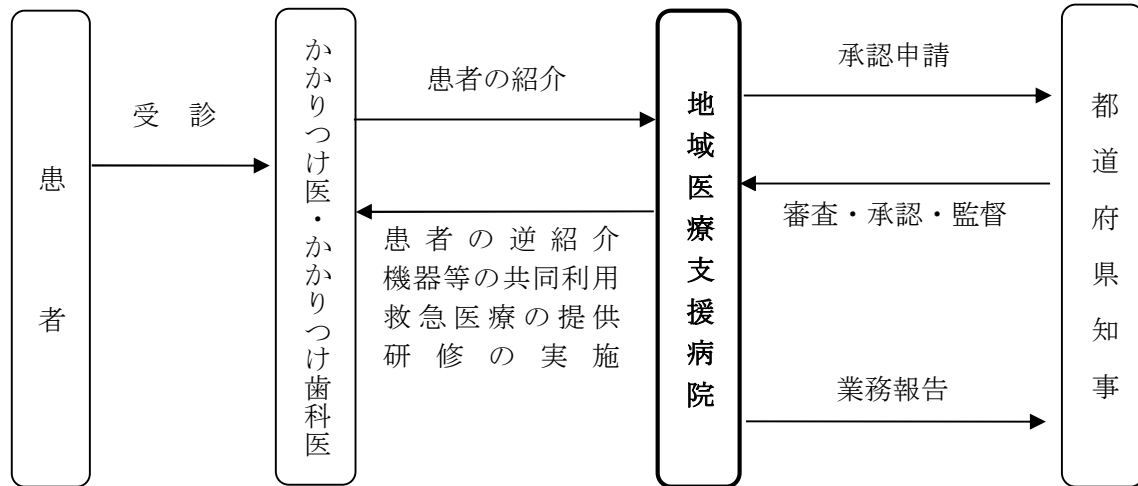 患者
受 診
かかりつけ医・かかりつけ歯科医
患者の紹介
患者の逆紹介
機器等の共同利用
救急医療の提供
研修の実施
地域医療支援病院
承認申請
審査・承認・監督
業務報告
都道府県知事